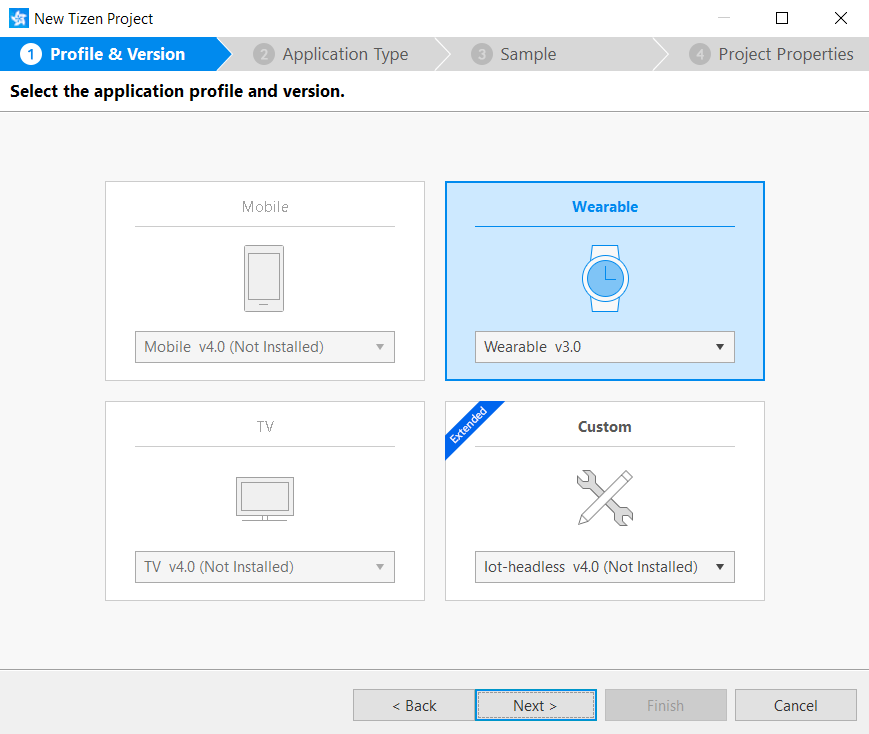 New Tizen Project
1 Profile & Version 2 Application Type 3 Sample 4 Project Properties
Select the application profile and version.
Mobile
Mobile v4.0 (Not Installed)
Wearable
Wearable v3.0
TV
TV v4.0 (Not Installed)
Extended
Custom
Iot-headless v4.0 (Not Installed)
< Back Next > Finish Cancel